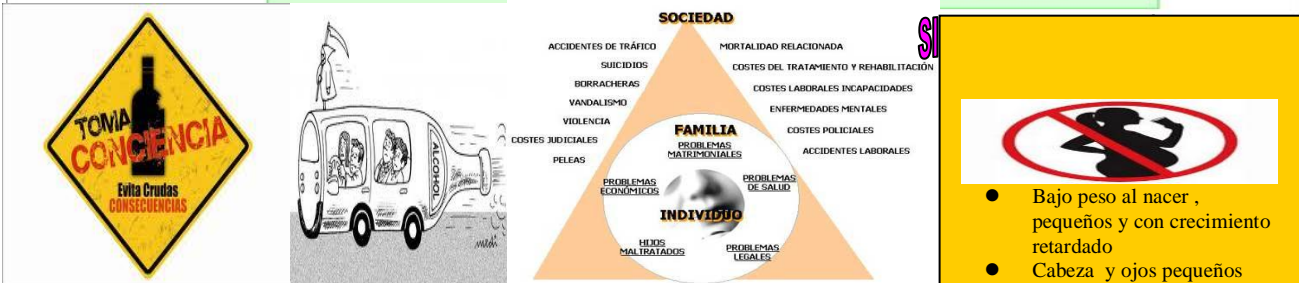 TOMA
CONCIENCIA
Evita Crudas
CONSECUENCIAS
ALCOHOL
medi
SOCIEDAD
ACCIDENTES DE TRÁFICO
SUICIDIOS
BORRACHERAS
VANDALISMO
VIOLENCIA
COSTES JUDICIALES
PELEAS
MORTALIDAD RELACIONADA
COSTES DEL TRATAMIENTO Y REHABILITACIÓN
COSTES LABORALES INCAPACIDADES
ENFERMEDADES MENTALES
COSTES POLICIALES
ACCIDENTES LABORALES
FAMILIA
PROBLEMAS
MATRIMONIALES
PROBLEMAS
ECONÓMICOS
PROBLEMAS
DE SALUD
INDIVIDUO
HIJOS
MALTRATADOS
PROBLEMAS
LEGALES
SI
● Bajo peso al nacer ,
pequeños y con crecimiento
retardado
● Cabeza y ojos pequeños